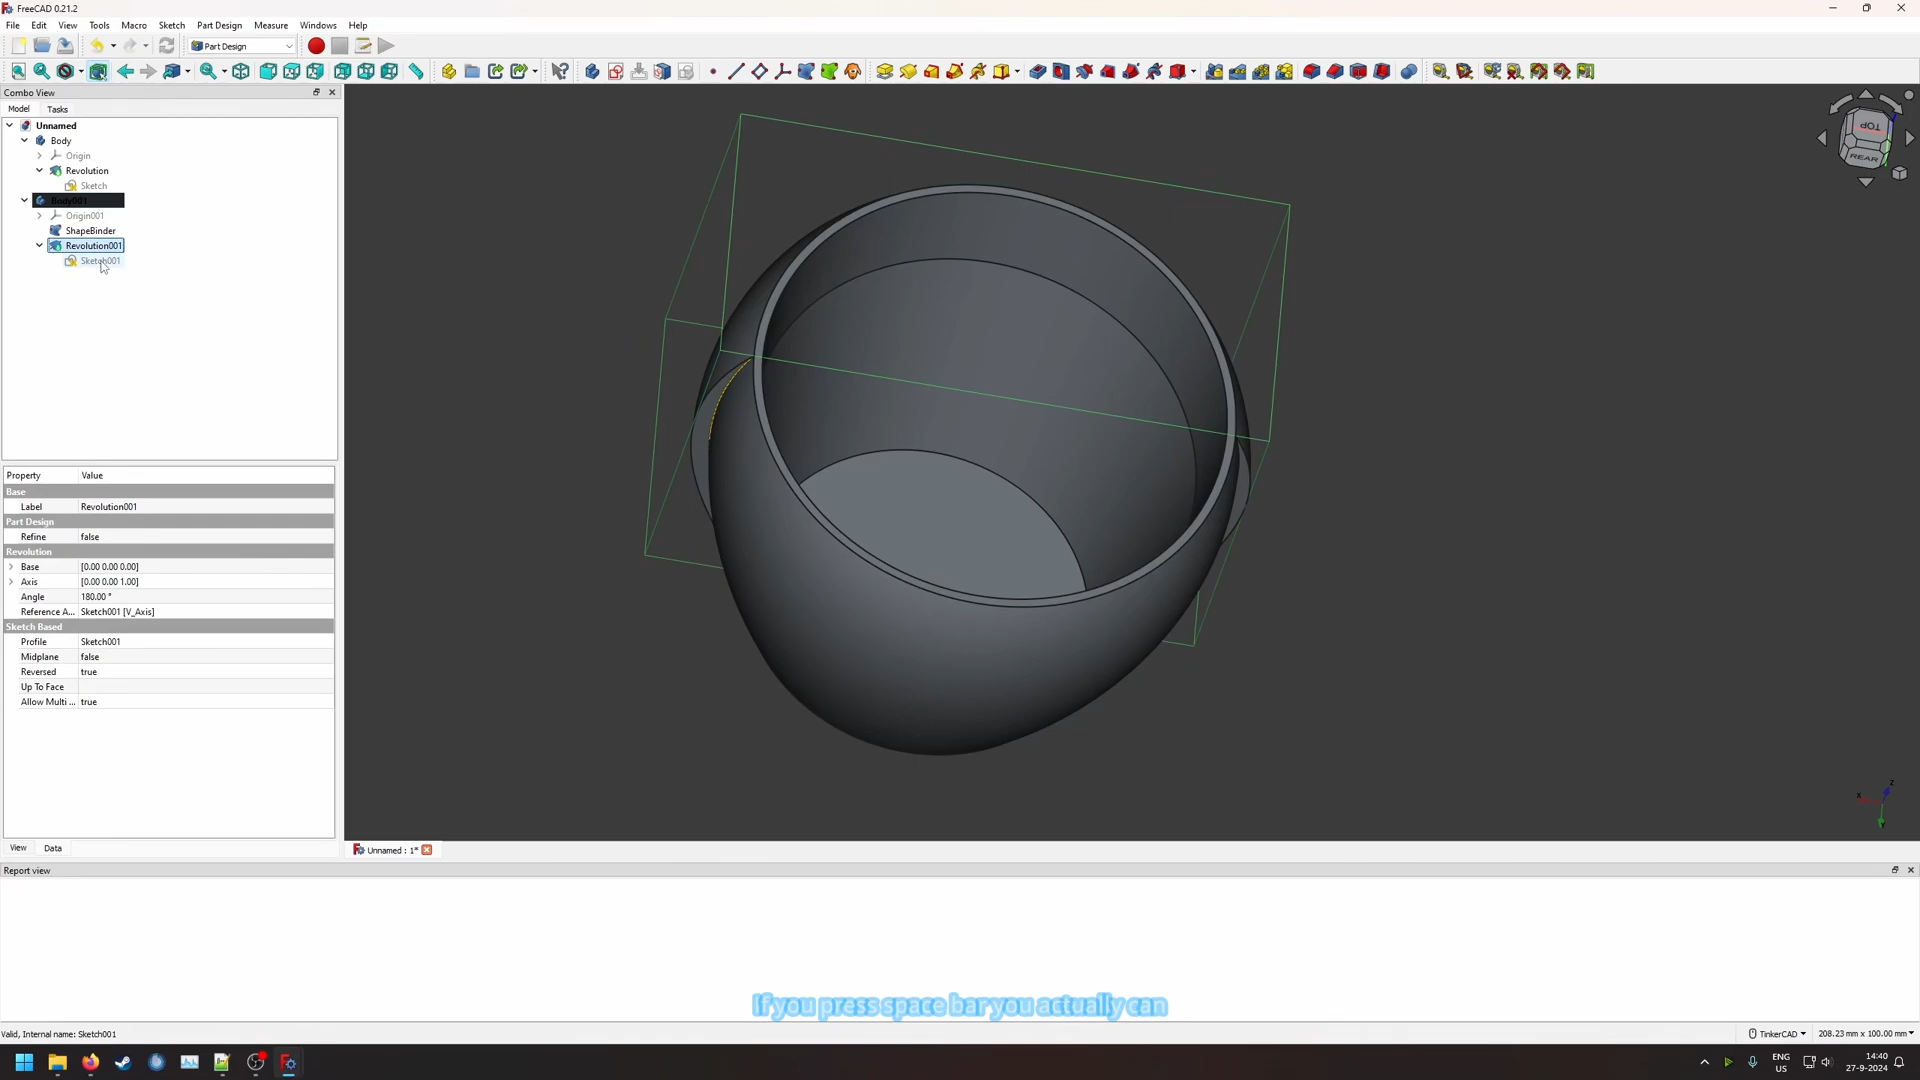 FreeCAD 0.21.2
File Edit View Tools Macro Sketch Part Design Measure Windows Help
Part Design
Combo View
Model Tasks
Unnamed
Body
Origin
Revolution
Sketch
Body001
Origin001
ShapeBinder
Revolution001
Sketch001
TOP
REAR
Property Value
Base
Label Revolution001
Part Design
Refine false
Revolution
Base [0.00 0.00 0.00]
Axis [0.00 0.00 1.00]
Angle 180.00 °
Reference A... Sketch001 [V_Axis]
Sketch Based
Profile Sketch001
Midplane false
Reversed true
Up To Face
Allow Multi ... true
z
x
View Data
Unnamed : 1*
Report view
If you press space bar you actually can
Valid, Internal name: Sketch001
TinkerCAD 208.23 mm x 100.00 mm
ENG
US
14:40
27-9-2024